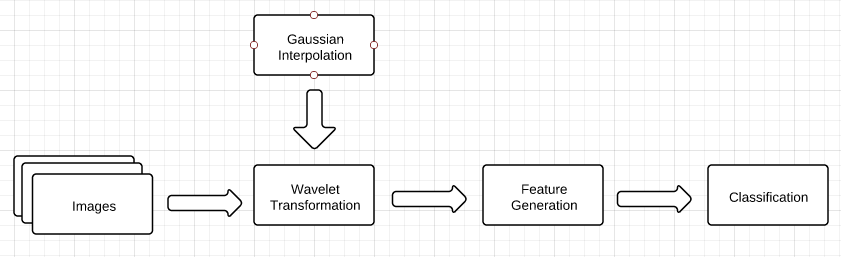 Gaussian
Interpolation
Images
Wavelet
Transformation
Feature
Generation
Classification